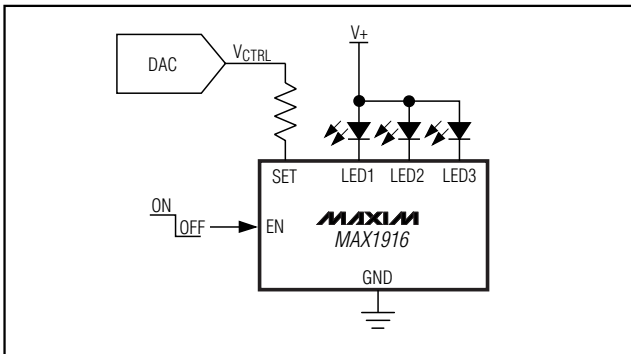 V+
DAC
VCTRL
SET
LED1
LED2
LED3
ON
OFF
EN
MAXIM
MAX1916
GND